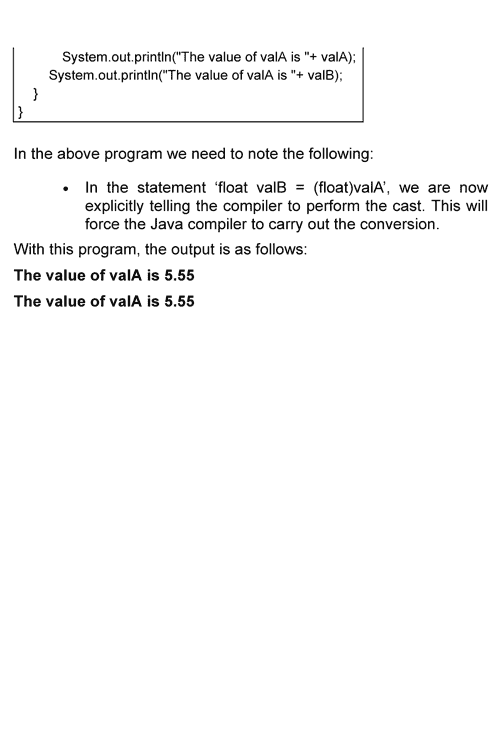 System.out.println("The value of valA is "+ valA);
System.out.println("The value of valA is "+ valB);
}
}
In the above program we need to note the following:
• In the statement ‘float valB = (float)valA’, we are now
explicitly telling the compiler to perform the cast. This will
force the Java compiler to carry out the conversion.
With this program, the output is as follows:
The value of valA is 5.55
The value of valA is 5.55